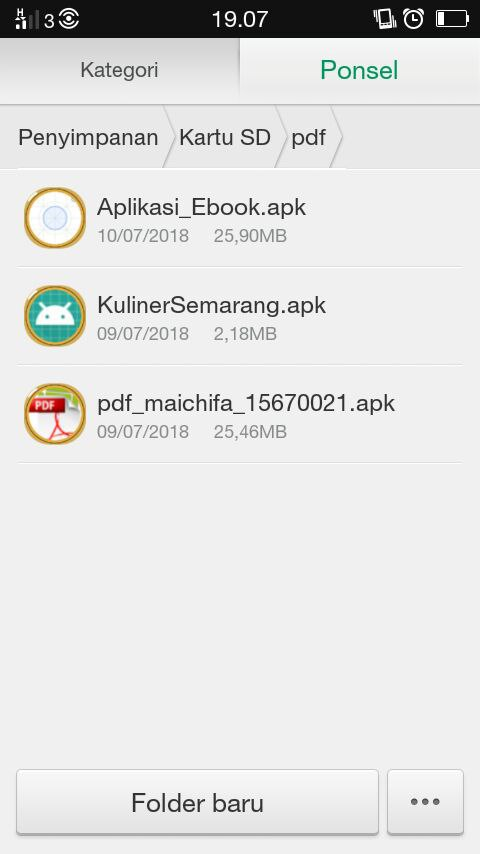 H 3 19.07
Kategori Ponsel
Penyimpanan Kartu SD pdf
Aplikasi_Ebook.apk
10/07/2018 25,90MB
KulinerSemarang.apk
09/07/2018 2,18MB
PDF
pdf_maichifa_15670021.apk
09/07/2018 25,46MB
Folder baru